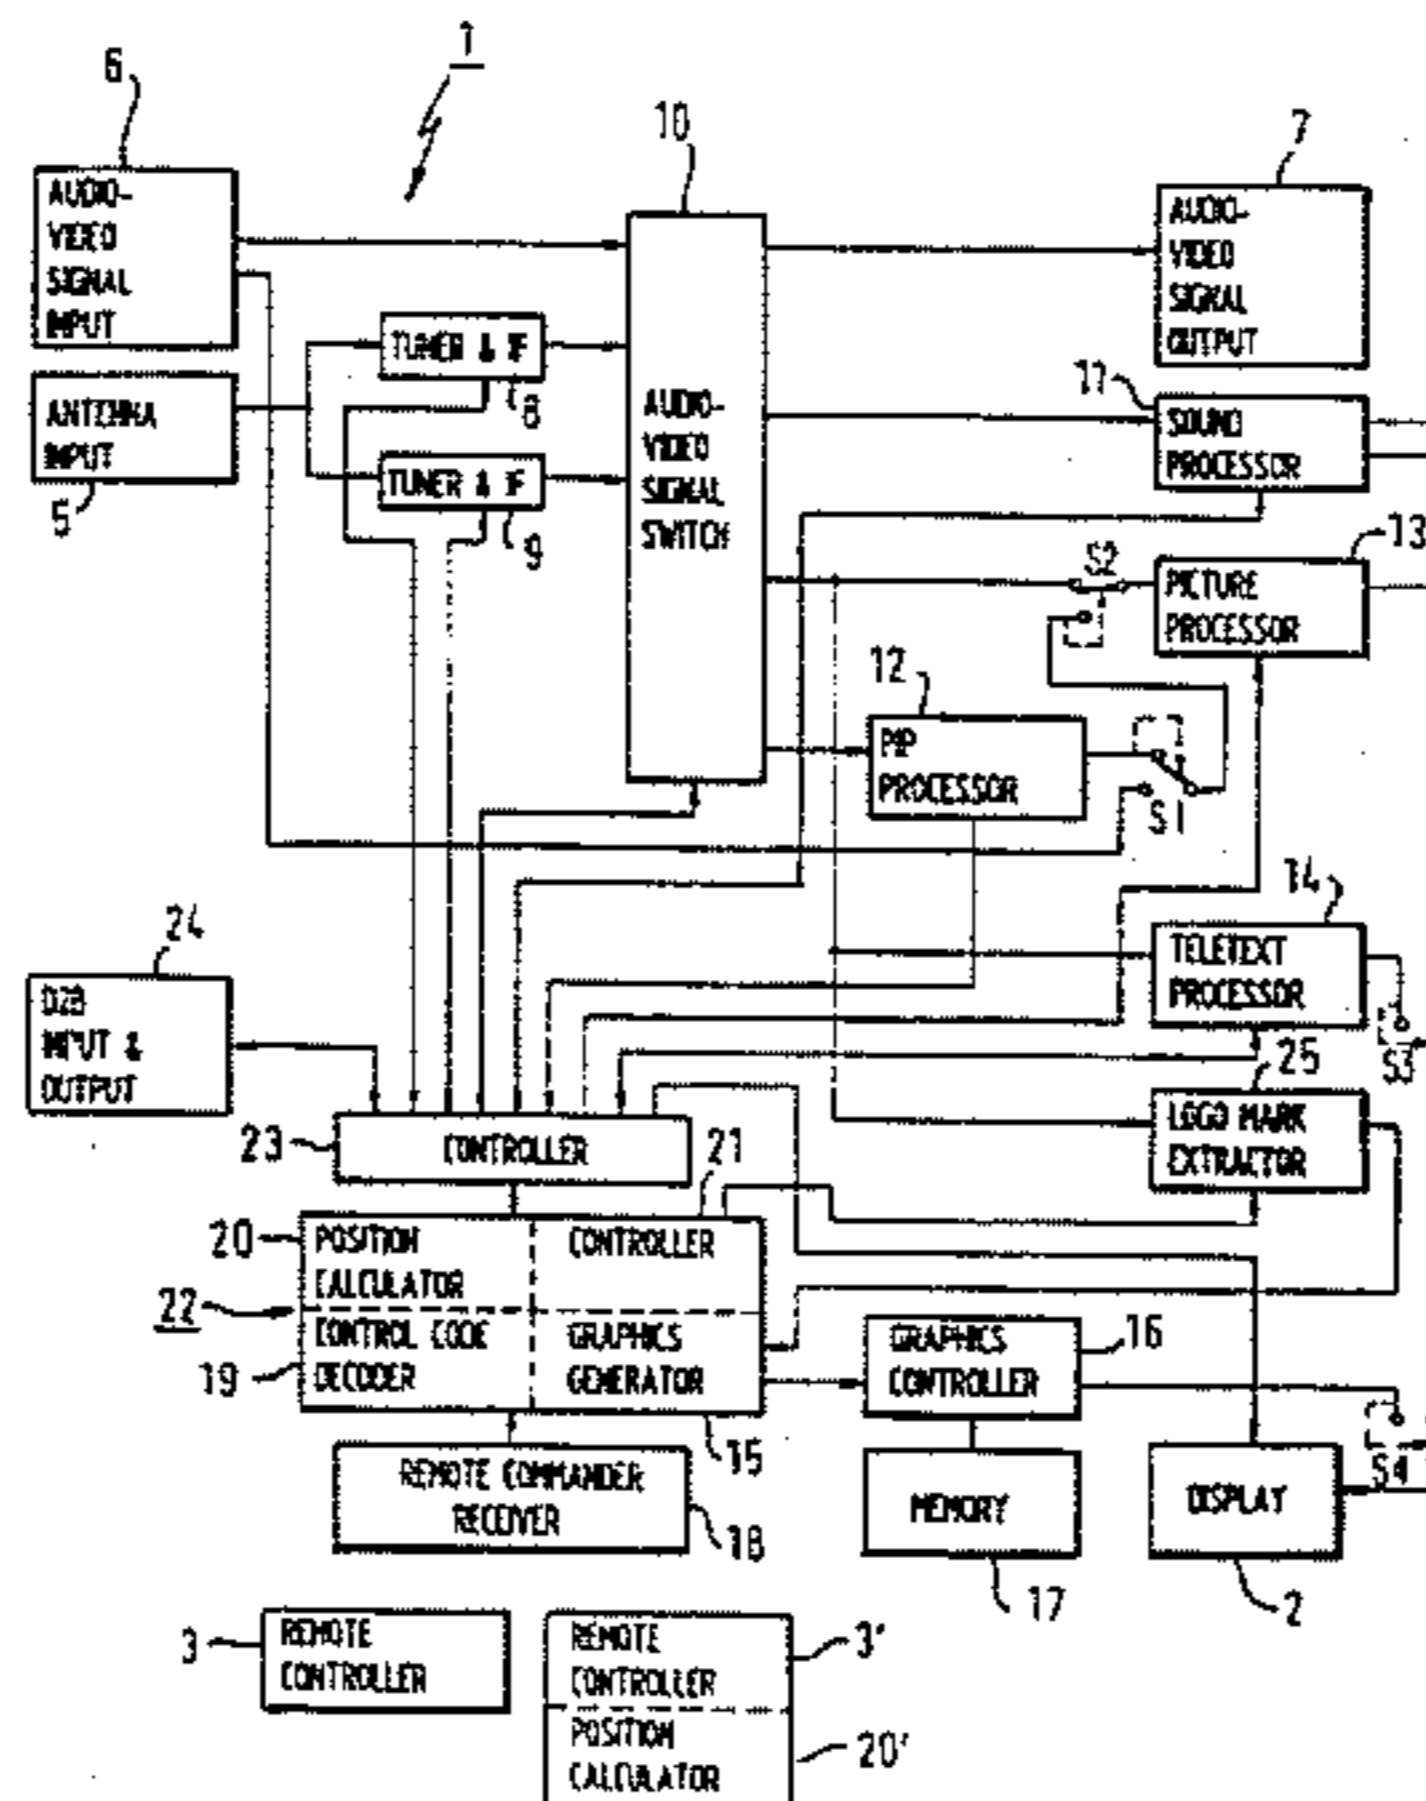 1
6
10
7
AUDIO-
VIDEO
SIGNAL
INPUT
AUDIO-
VIDEO
SIGNAL
OUTPUT
TUNER & IF
8
11
ANTENNA
INPUT
5
AUDIO-
VIDEO
SIGNAL
SWITCH
SOUND
PROCESSOR
TUNER & IF
9
S2
13
PICTURE
PROCESSOR
12
PIP
PROCESSOR
S1
14
24
TELETEXT
PROCESSOR
S3
D2B
INPUT &
OUTPUT
25
LOGO MARK
EXTRACTOR
23
CONTROLLER
21
20
POSITION
CALCULATOR
CONTROLLER
22
19
CONTROL CODE
DECODER
GRAPHICS
GENERATOR
15
GRAPHICS
CONTROLLER
16
S4
REMOTE COMMANDER
RECEIVER
18
MEMORY
17
DISPLAY
2
3
REMOTE
CONTROLLER
REMOTE
CONTROLLER
3'
POSITION
CALCULATOR
20'